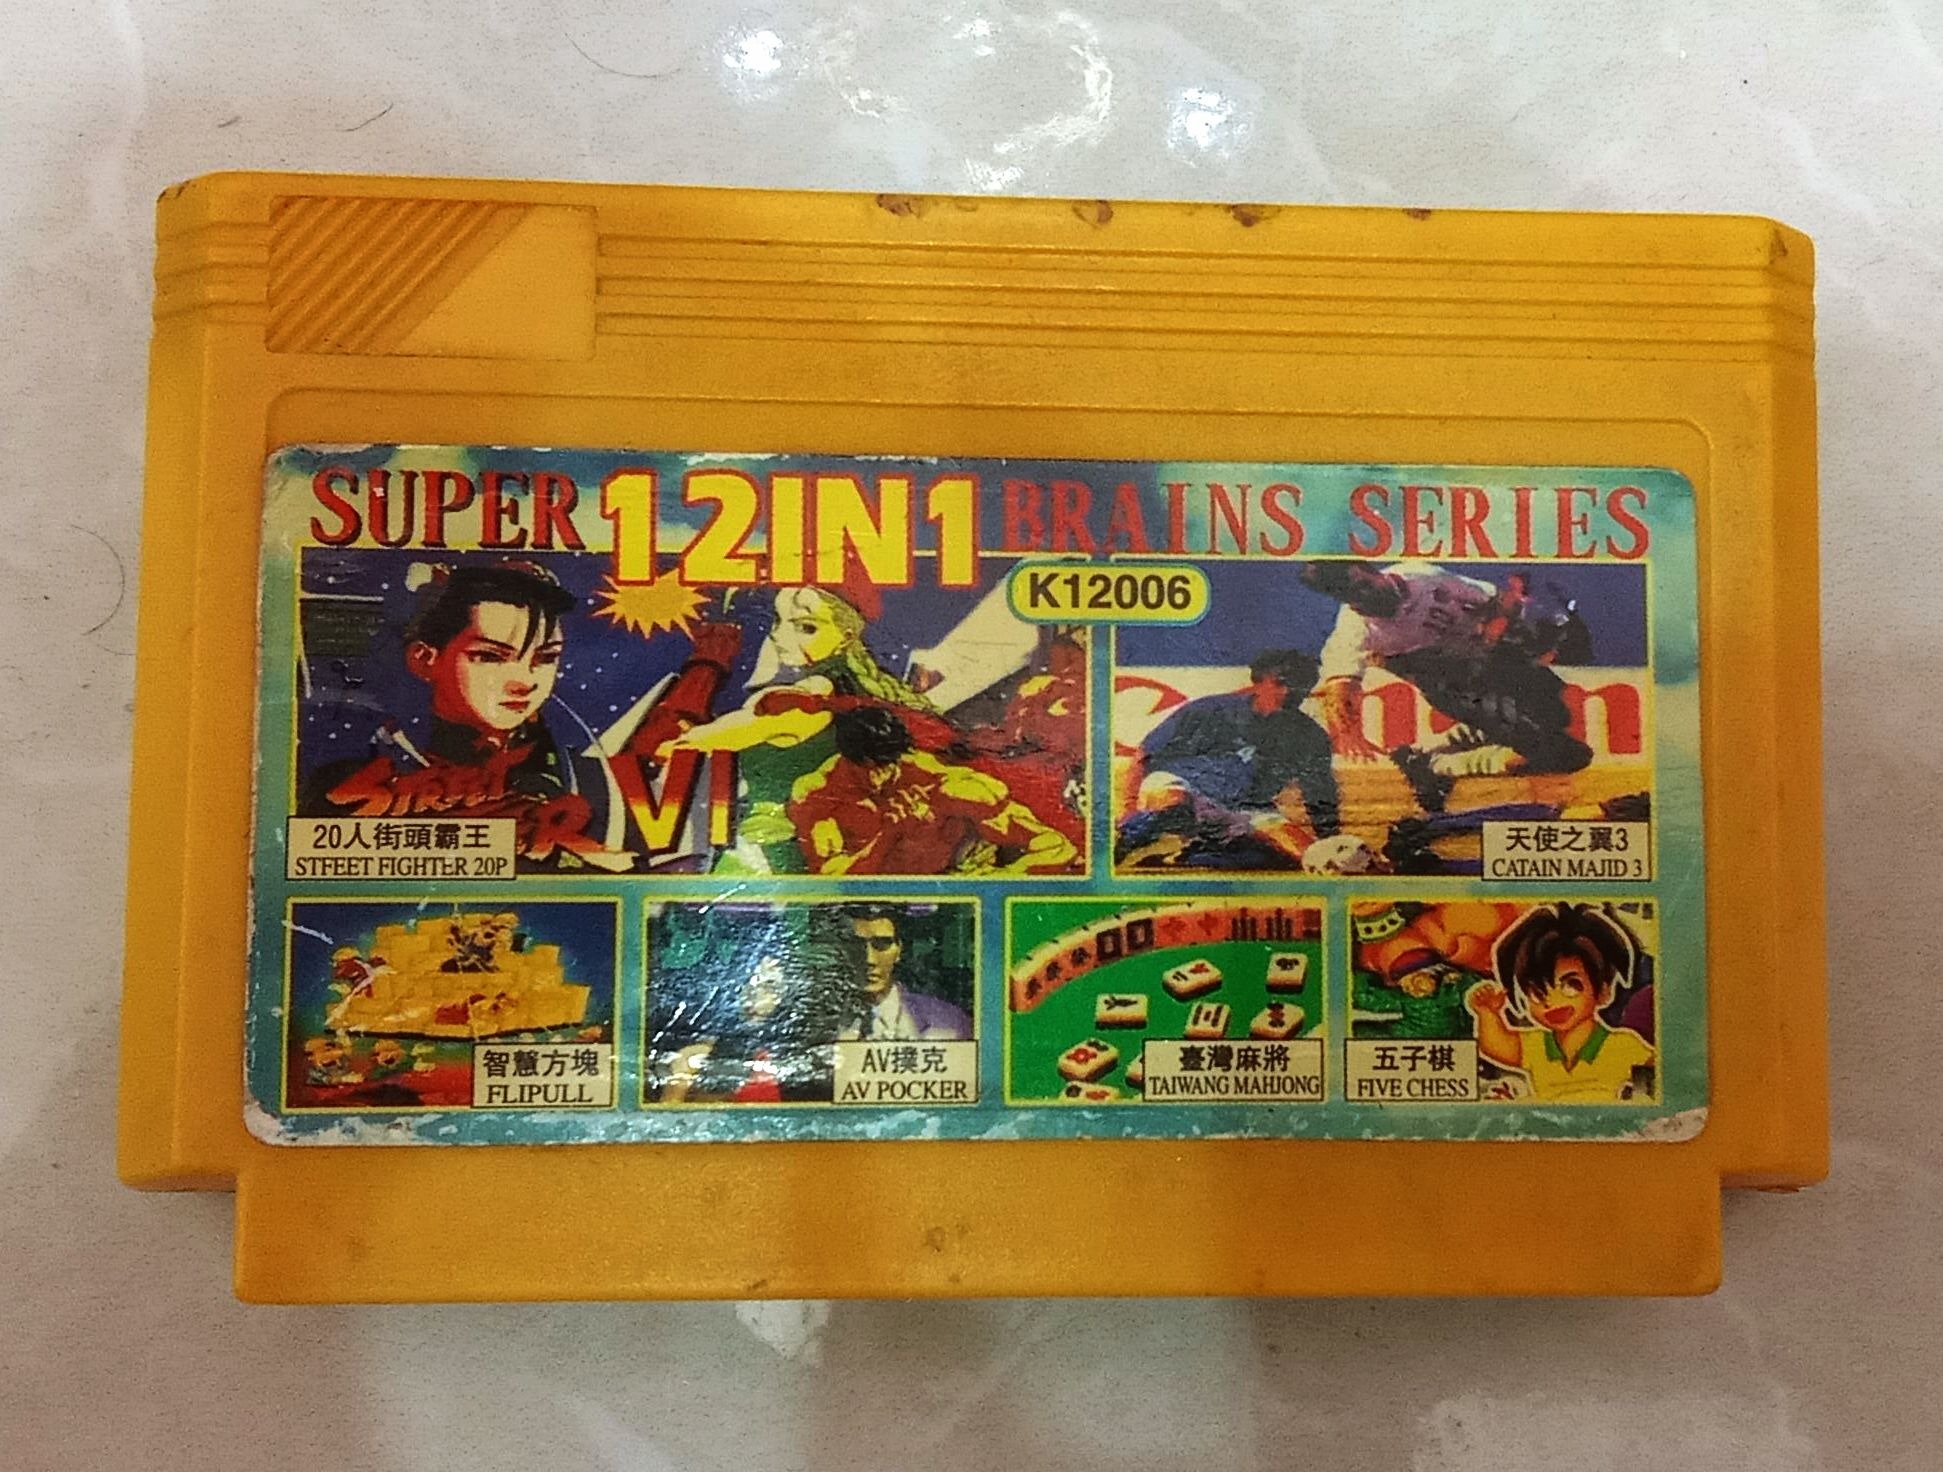 SUPER 12IN1 BRAINS SERIES
K12006
STREET
VI
20人街頭霸王
STFEET FIGHTER 20P
天使之翼3
CATAIN MAJID 3
智慧方塊
FLIPULL
AV撲克
AV POCKER
臺灣麻將
TAIWANG MAHJONG
五子棋
FIVE CHESS